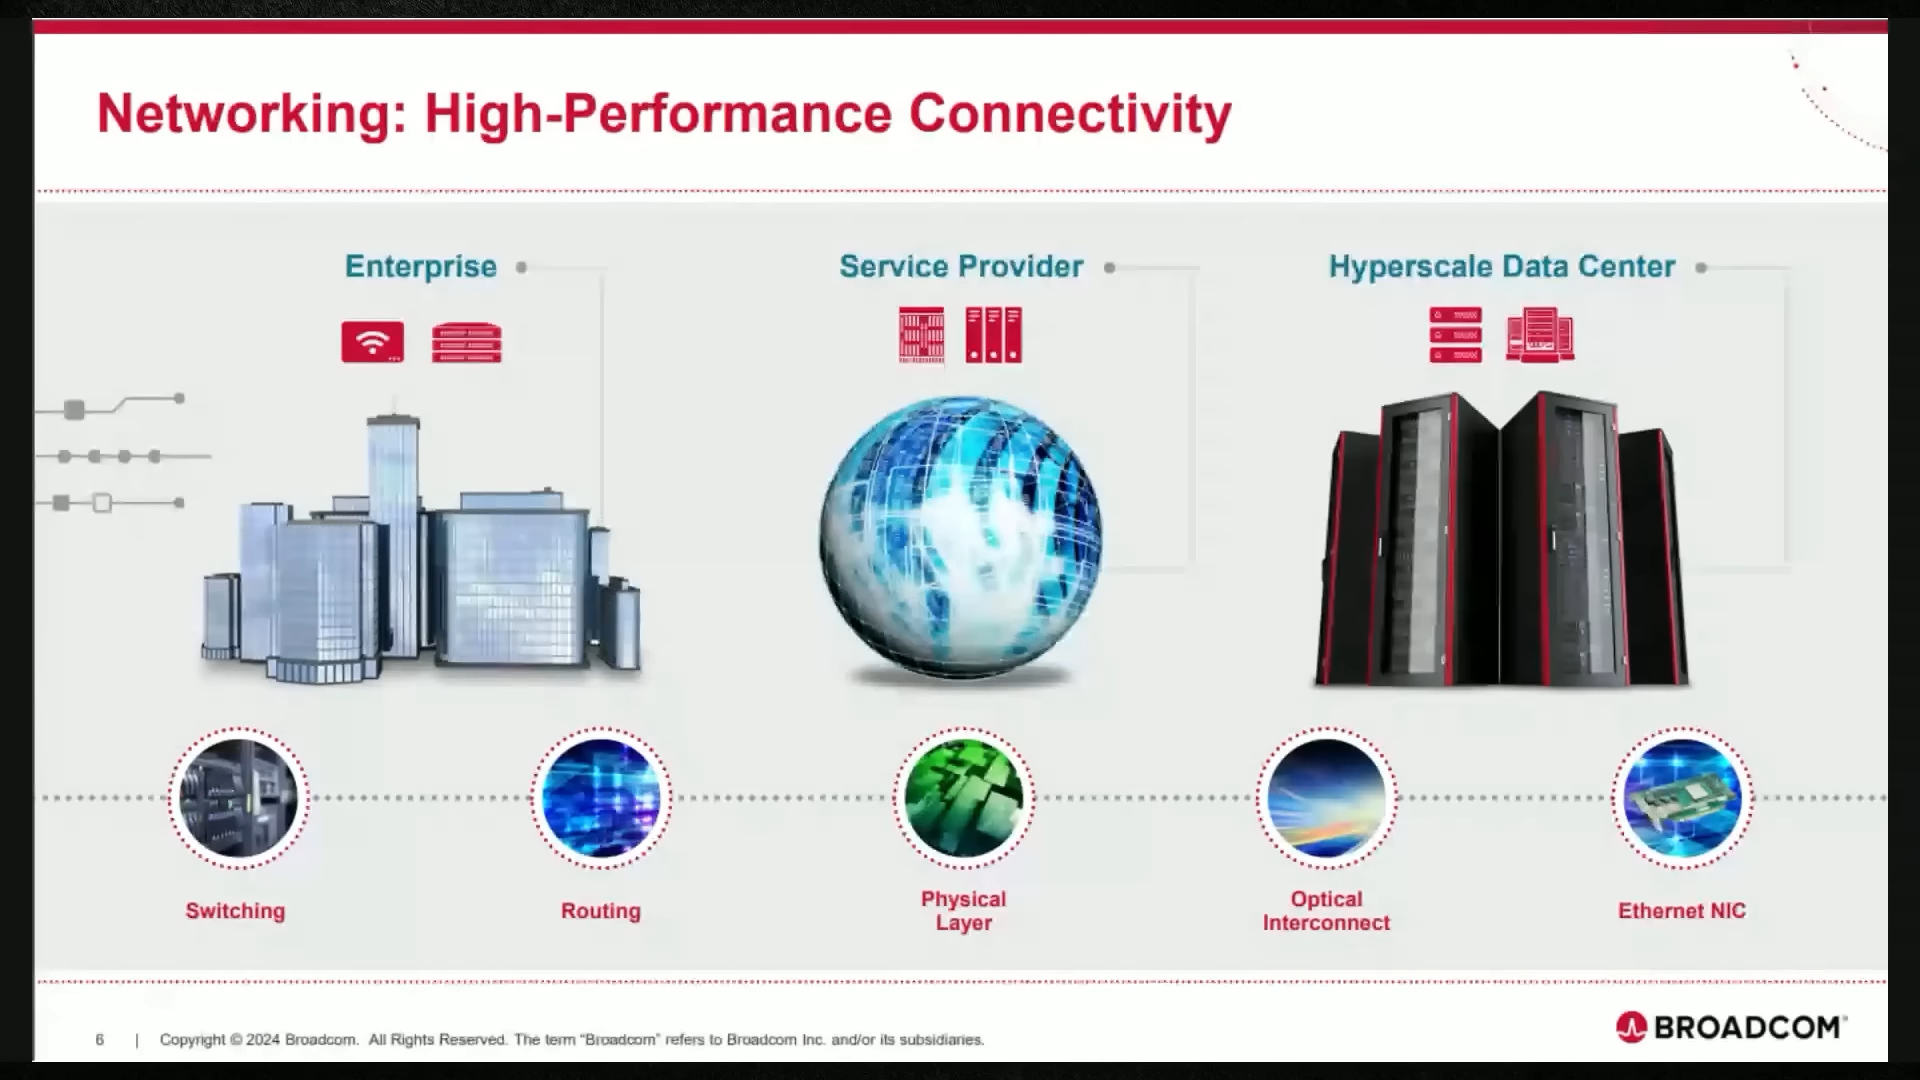 Networking: High-Performance Connectivity
Enterprise
Service Provider
Hyperscale Data Center
Switching
Routing
Physical
Layer
Optical
Interconnect
Ethernet NIC
6 | Copyright © 2024 Broadcom. All Rights Reserved. The term “Broadcom” refers to Broadcom Inc. and/or its subsidiaries.
BROADCOM